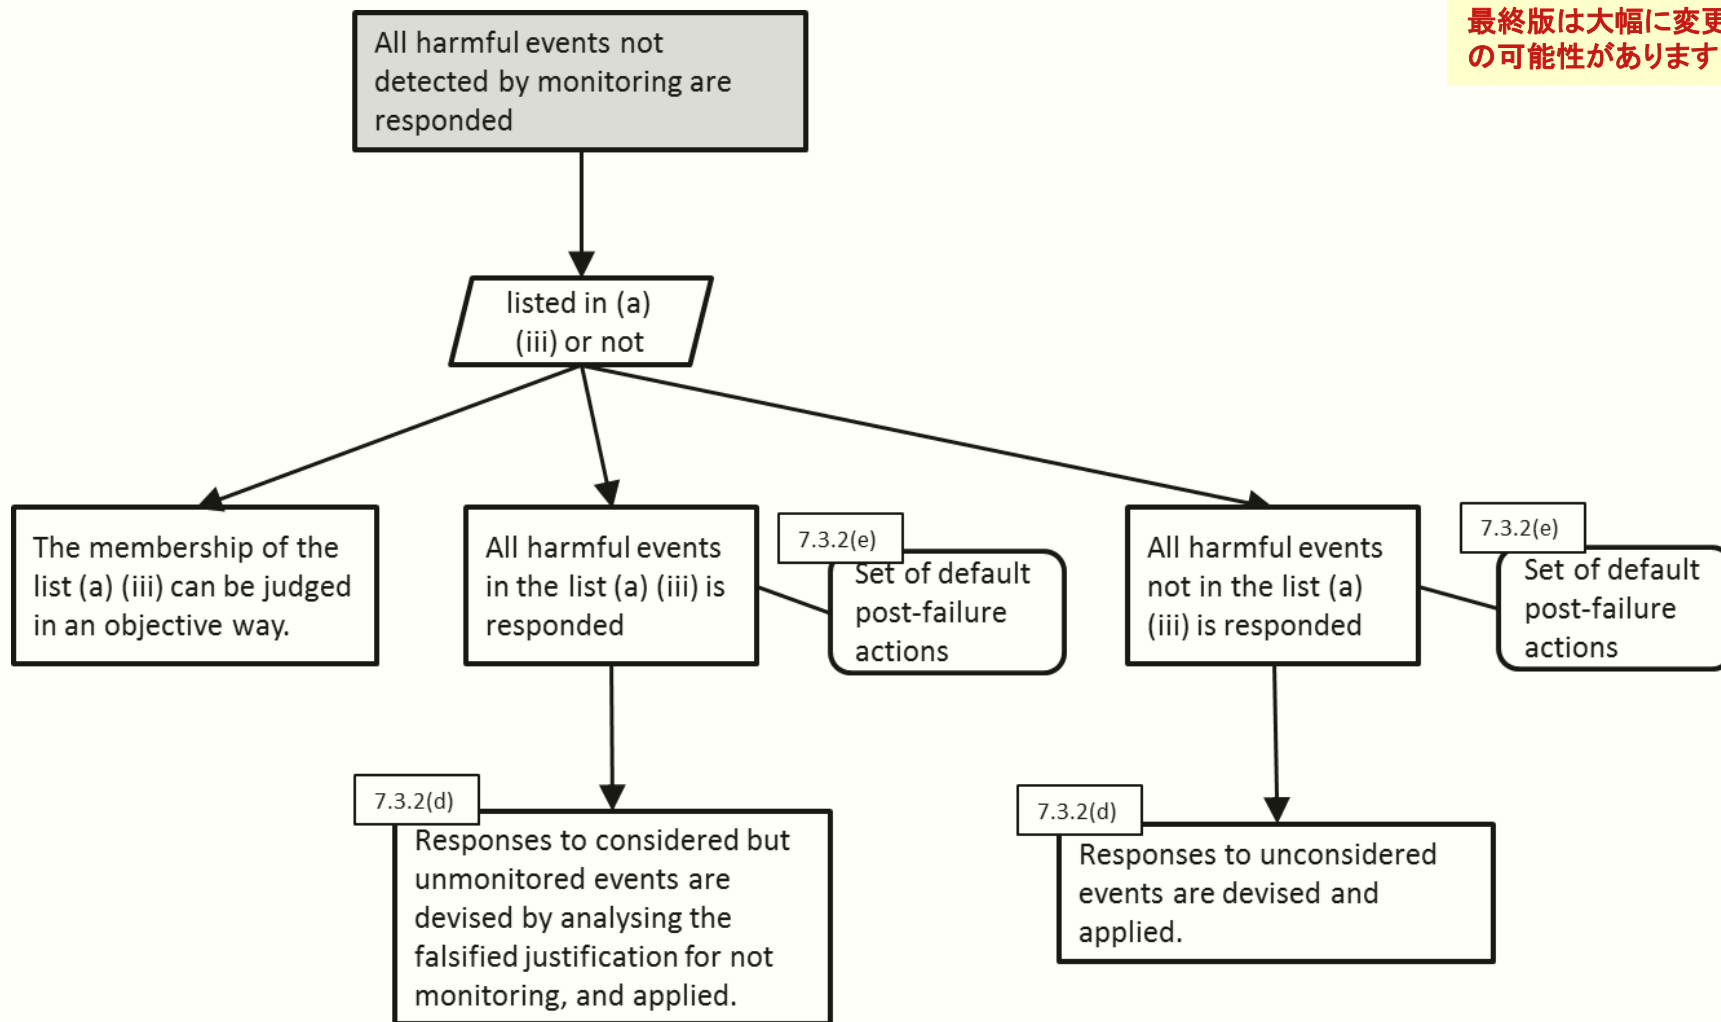 最終版は大幅に変更
の可能性があります
All harmful events not
detected by monitoring are
responded
listed in (a)
(iii) or not
The membership of the
list (a) (iii) can be judged
in an objective way.
All harmful events
in the list (a) (iii) is
responded
7.3.2(e)
Set of default
post-failure
actions
All harmful events
not in the list (a)
(iii) is responded
7.3.2(e)
Set of default
post-failure
actions
7.3.2(d)
Responses to considered but
unmonitored events are
devised by analysing the
falsified justification for not
monitoring, and applied.
7.3.2(d)
Responses to unconsidered
events are devised and
applied.